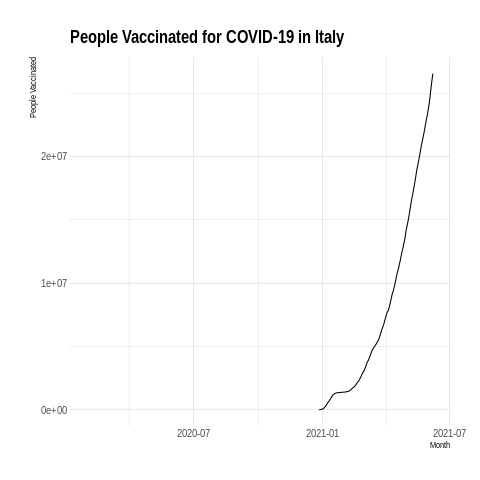 People Vaccinated for COVID-19 in Italy
People Vaccinated
2e+07
1e+07
0e+00
2020-07
2021-01
2021-07
Month